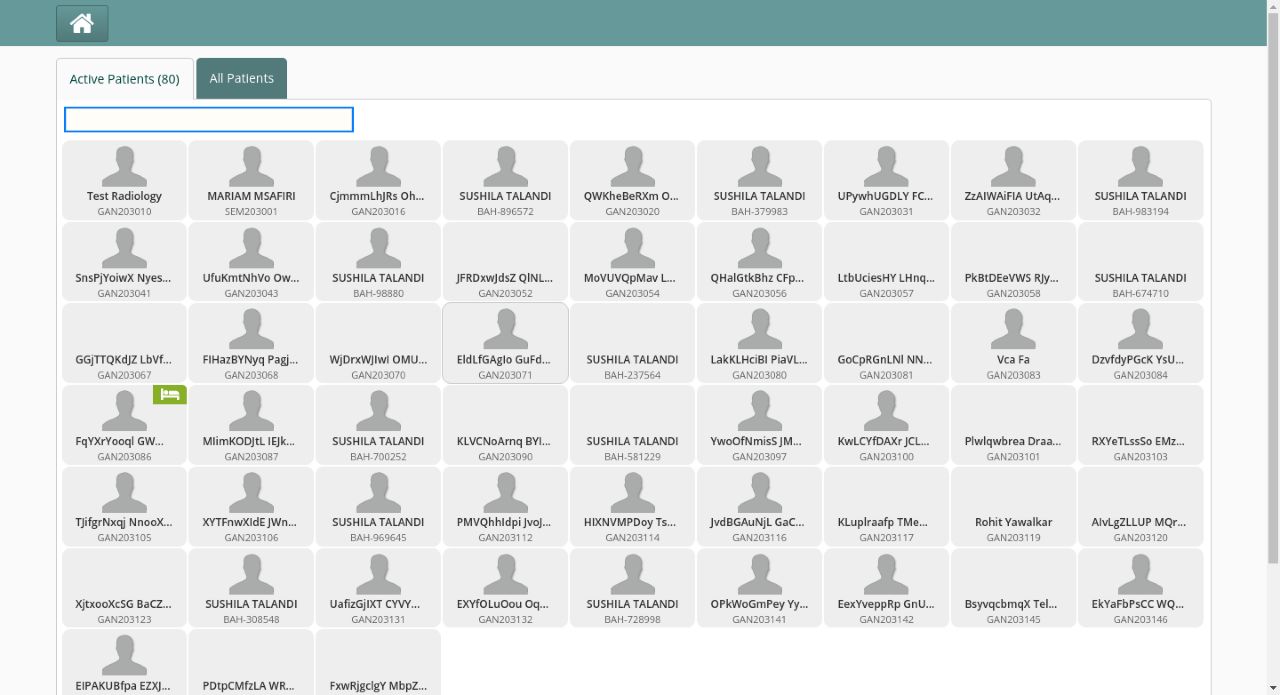 Active Patients (80)
All Patients
Test Radiology
GAN203010
MARIAM MSAFIRI
SEM203001
CjmmmLhJRs Oh...
GAN203016
SUSHILA TALANDI
BAH-896572
QWKheBeRXm O...
GAN203020
SUSHILA TALANDI
BAH-379983
UPywhUGDLY FC...
GAN203031
ZzAIWAiFIA UtAq...
GAN203032
SUSHILA TALANDI
BAH-983194
SnsPjYoiwX Nyes...
GAN203041
UfuKmtNhVo Ow...
GAN203043
SUSHILA TALANDI
BAH-98880
JFRDxwJdsZ QlNL...
GAN203052
MoVUVQpMav L...
GAN203054
QHalGtkBhz CFp...
GAN203056
LtbUciesHY LHnq...
GAN203057
PkBtDEeVWS RJy...
GAN203058
SUSHILA TALANDI
BAH-674710
GGjTTQKdJZ LbVf...
GAN203067
FIHazBYNyq Pagj...
GAN203068
WjDrxWJIwI OMU...
GAN203070
EldLfGAgIo GuFd...
GAN203071
SUSHILA TALANDI
BAH-237564
LakKLHciBI PiaVL...
GAN203080
GoCpRGnLNl NN...
GAN203081
Vca Fa
GAN203083
DzvfdyPGcK YsU...
GAN203084
FqYXrYooql GW...
GAN203086
MIimKODJtL IEJk...
GAN203087
SUSHILA TALANDI
BAH-700252
KLVCNoArnq BYI...
GAN203090
SUSHILA TALANDI
BAH-581229
YwoOfNmisS JM...
GAN203097
KwLCYfDAXr JCL...
GAN203100
Plwlqwbrea Draa...
GAN203101
RXYeTLssSo EMz...
GAN203103
TJifgrNxqj NnooX...
GAN203105
XYTFnwXIdE JWn...
GAN203106
SUSHILA TALANDI
BAH-969645
PMVQhhIdpi JvoJ...
GAN203112
HIXNVMPDoy Ts...
GAN203114
JvdBGAuNjL GaC...
GAN203116
KLuplraafp TMe...
GAN203117
Rohit Yawalkar
GAN203119
AIvLgZLLUP MQr...
GAN203120
XjtxooXcSG BaCZ...
GAN203123
SUSHILA TALANDI
BAH-308548
UafizGjIXT CYVY...
GAN203131
EXYfOLuOou Oq...
GAN203132
SUSHILA TALANDI
BAH-728998
OPkWoGmPey Yy...
GAN203141
EexYveppRp GnU...
GAN203142
BsyvqcbmqX Tel...
GAN203145
EkYaFbPsCC WQ...
GAN203146
EIPAKUBfpa EZXJ...
PDtpCMfzLA WR...
FxwRjgclgY MbpZ...